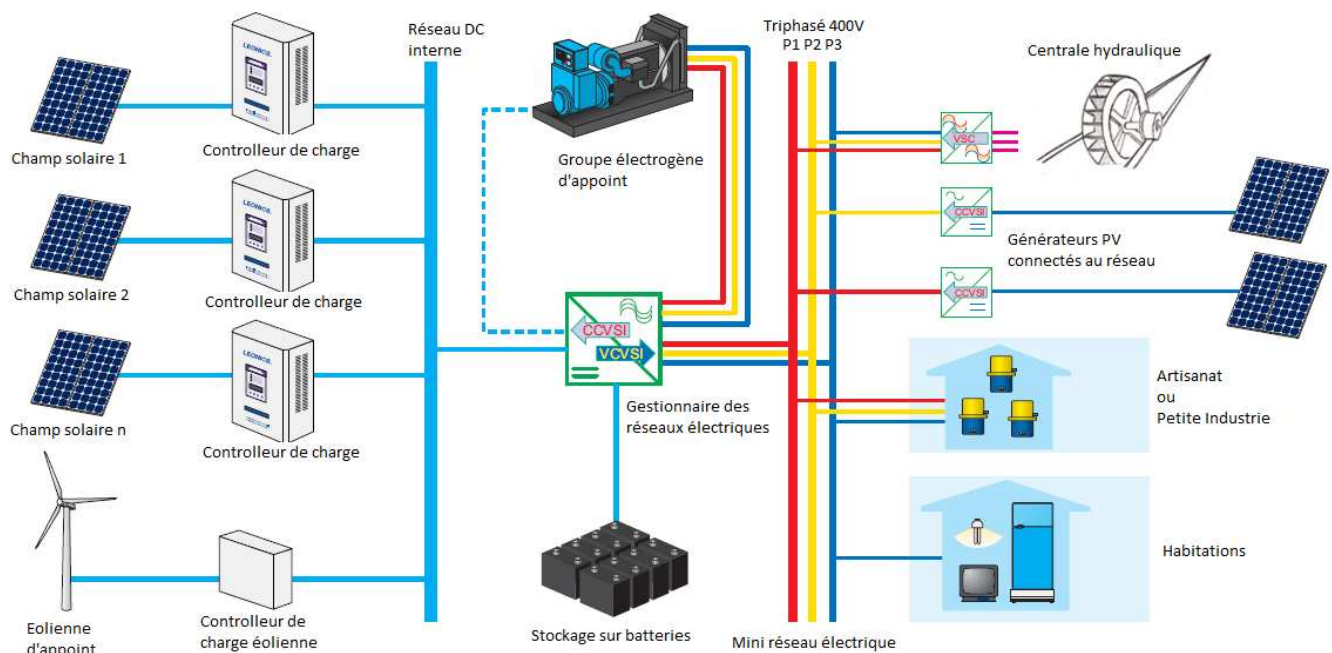 Réseau DC
interne
Triphasé 400V
P1 P2 P3
Centrale hydraulique
LEONICS
Champ solaire 1
Controlleur de charge
Groupe électrogène
d'appoint
VSC
LEONICS
CCVSI
Générateurs PV
connectés au réseau
Champ solaire 2
Controlleur de charge
CCVSI
CCVSI
VCVSI
LEONICS
Champ solaire n
Controlleur de charge
Gestionnaire des
réseaux électriques
Artisanat
ou
Petite Industrie
Habitations
Eolienne
d'appoint
Controlleur de
charge éolienne
Stockage sur batteries
Mini réseau électrique